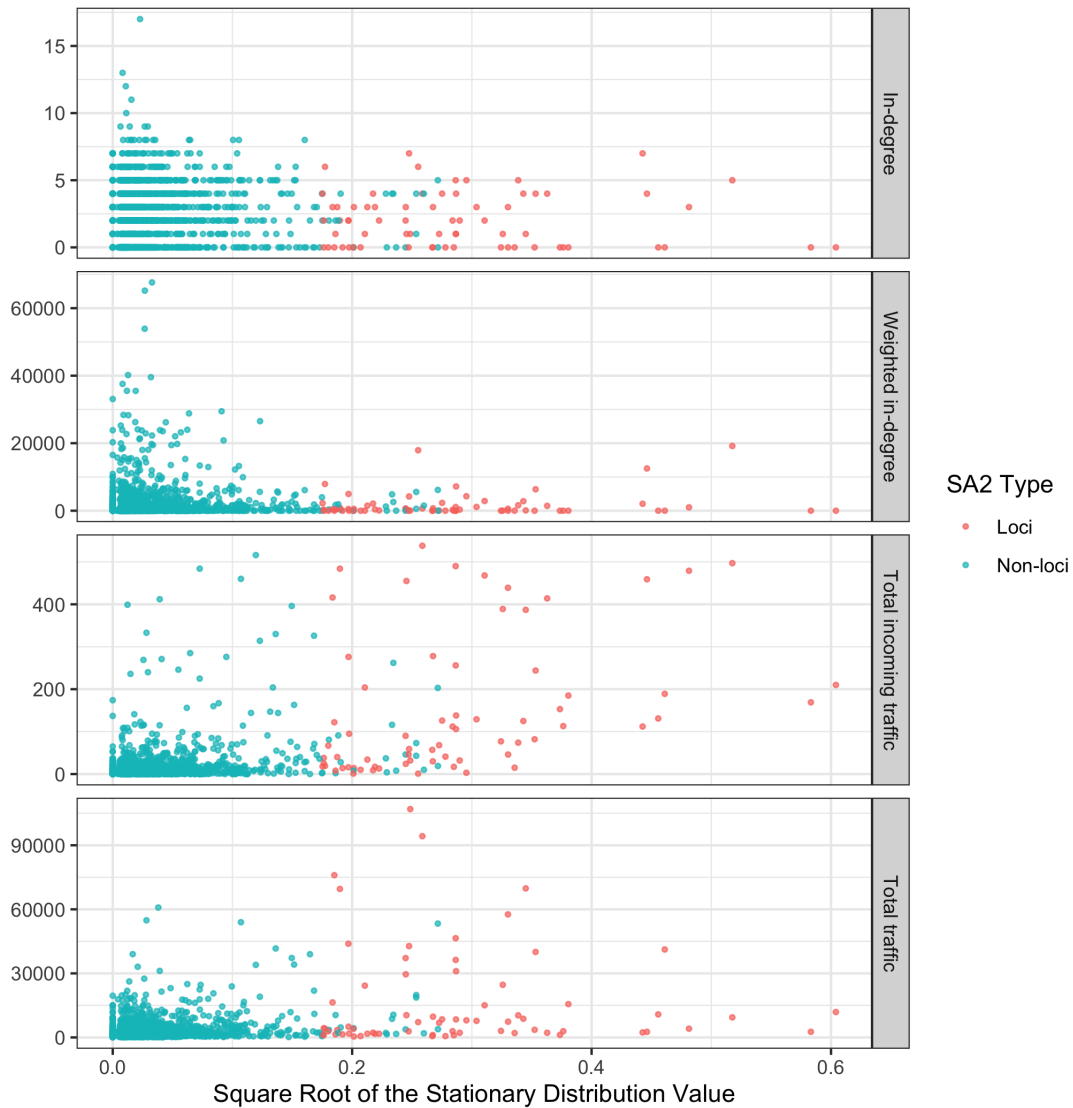 15
10
5
0
In-degree
60000
40000
20000
0
Weighted in-degree
400
200
0
Total incoming traffic
90000
60000
30000
0
Total traffic
0.0 0.2 0.4 0.6
Square Root of the Stationary Distribution Value
SA2 Type
Loci
Non-loci